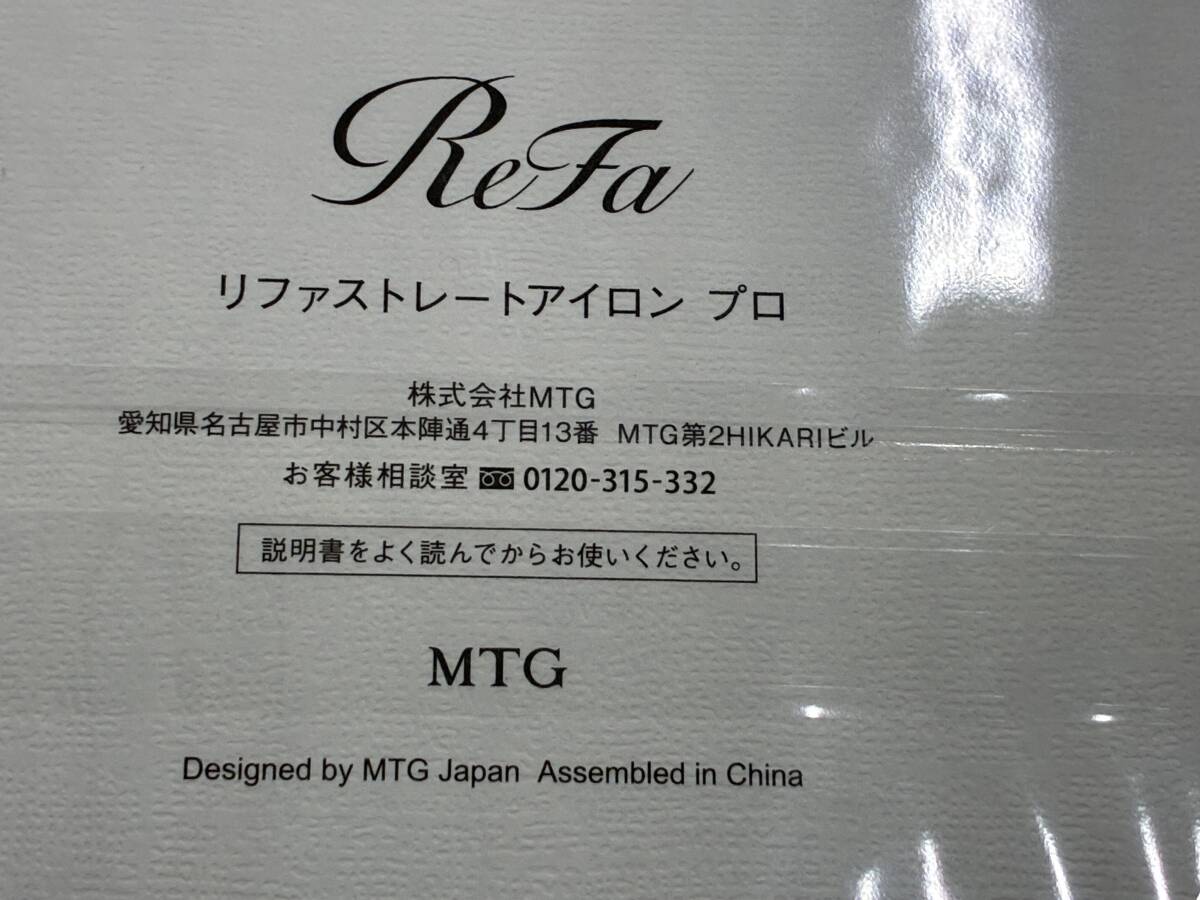 ReFa
リファストレートアイロン プロ
株式会社MTG
愛知県名古屋市中村区本陣通4丁目13番 MTG第2HIKARIビル
お客様相談室 0120-315-332
説明書をよく読んでからお使いください。
MTG
Designed by MTG Japan Assembled in China